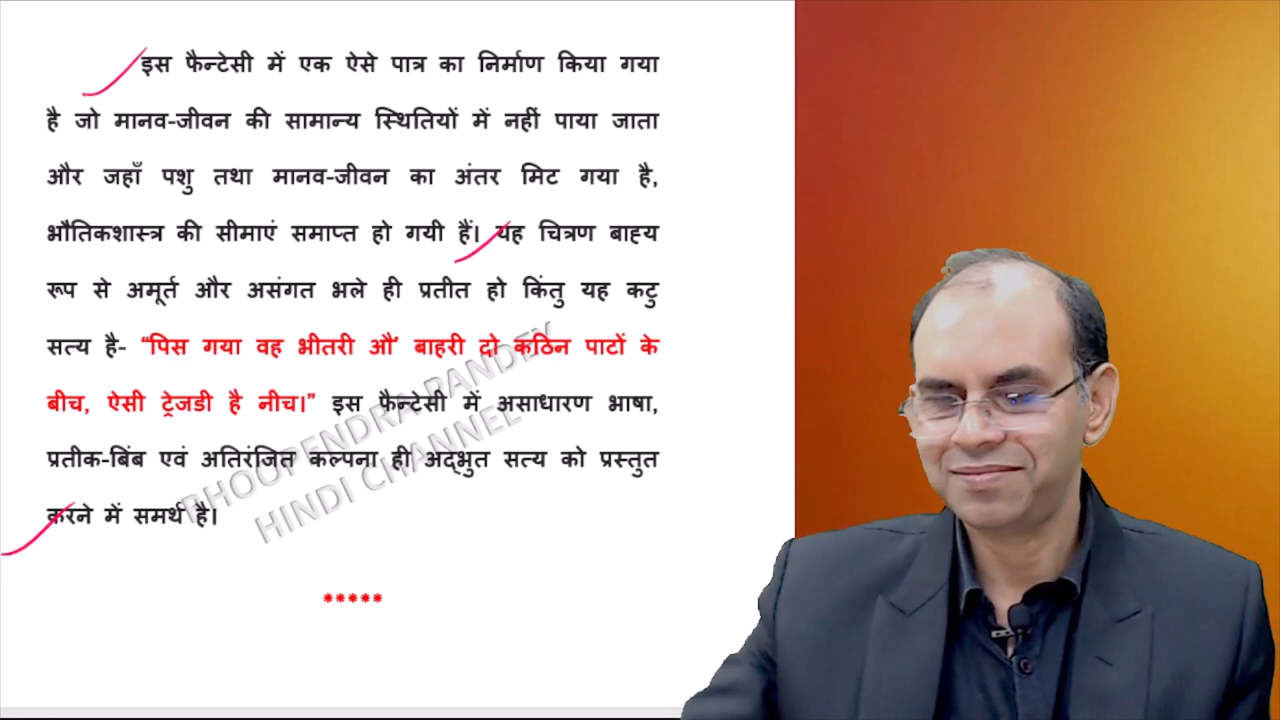 इस फैन्टेसी में एक ऐसे पात्र का निर्माण किया गया
है जो मानव-जीवन की सामान्य स्थितियों में नहीं पाया जाता
और जहाँ पशु तथा मानव-जीवन का अंतर मिट गया है,
भौतिकशास्त्र की सीमाएं समाप्त हो गयी हैं। यह चित्रण बाह्य
रूप से अमूर्त और असंगत भले ही प्रतीत हो किंतु यह कटु
सत्य है- “पिस गया वह भीतरी औ’ बाहरी दो कठिन पाटों के
बीच, ऐसी ट्रेजडी है नीच।” इस फैन्टेसी में असाधारण भाषा,
प्रतीक-बिंब एवं अतिरंजित कल्पना ही अद्भुत सत्य को प्रस्तुत
करने में समर्थ है।
*****
BHOOPENDRA PANDEY
HINDI CHANNEL